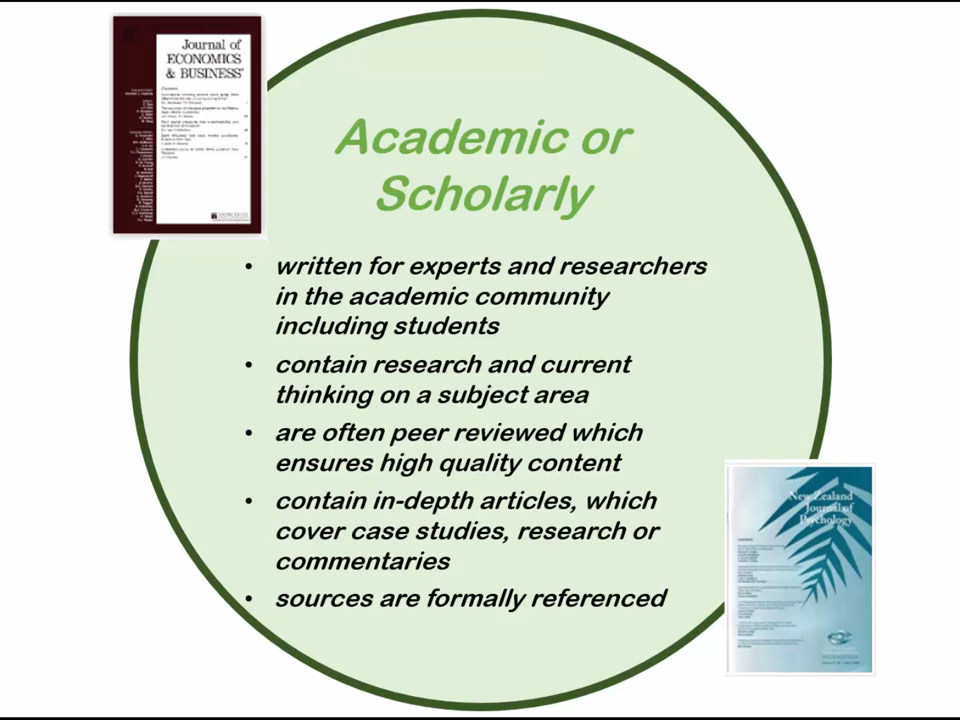 Journal of
ECONOMICS
& BUSINESS
Academic or
Scholarly
• written for experts and researchers
in the academic community
including students
• contain research and current
thinking on a subject area
• are often peer reviewed which
ensures high quality content
• contain in-depth articles, which
cover case studies, research or
commentaries
• sources are formally referenced
New Zealand
Journal of
Psychology